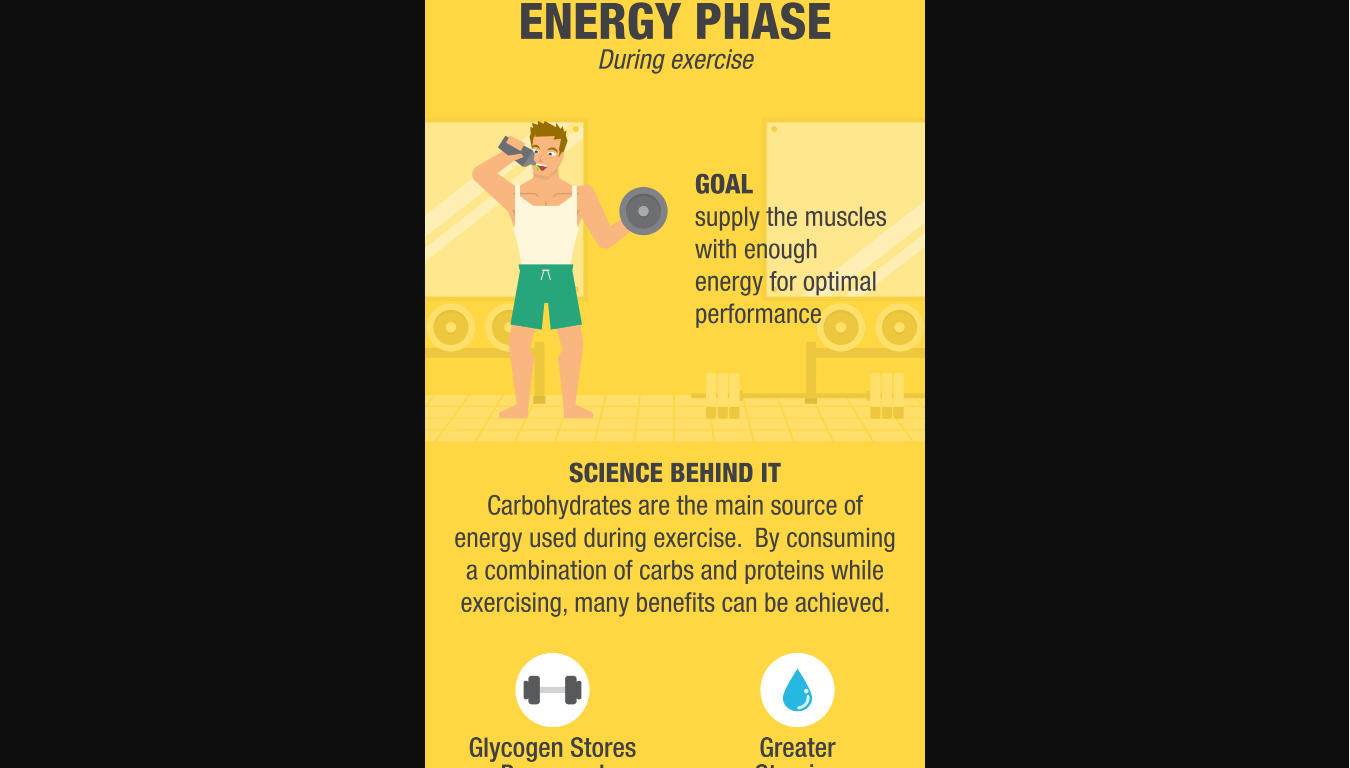 ENERGY PHASE
During exercise
GOAL
supply the muscles
with enough
energy for optimal
performance
SCIENCE BEHIND IT
Carbohydrates are the main source of
energy used during exercise.  By consuming
a combination of carbs and proteins while
exercising, many benefits can be achieved.
Glycogen Stores
Greater